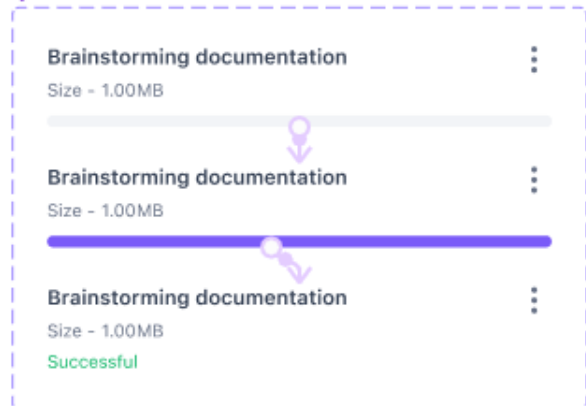 Brainstorming documentation
Size - 1.00MB
Brainstorming documentation
Size - 1.00MB
Brainstorming documentation
Size - 1.00MB
Successful